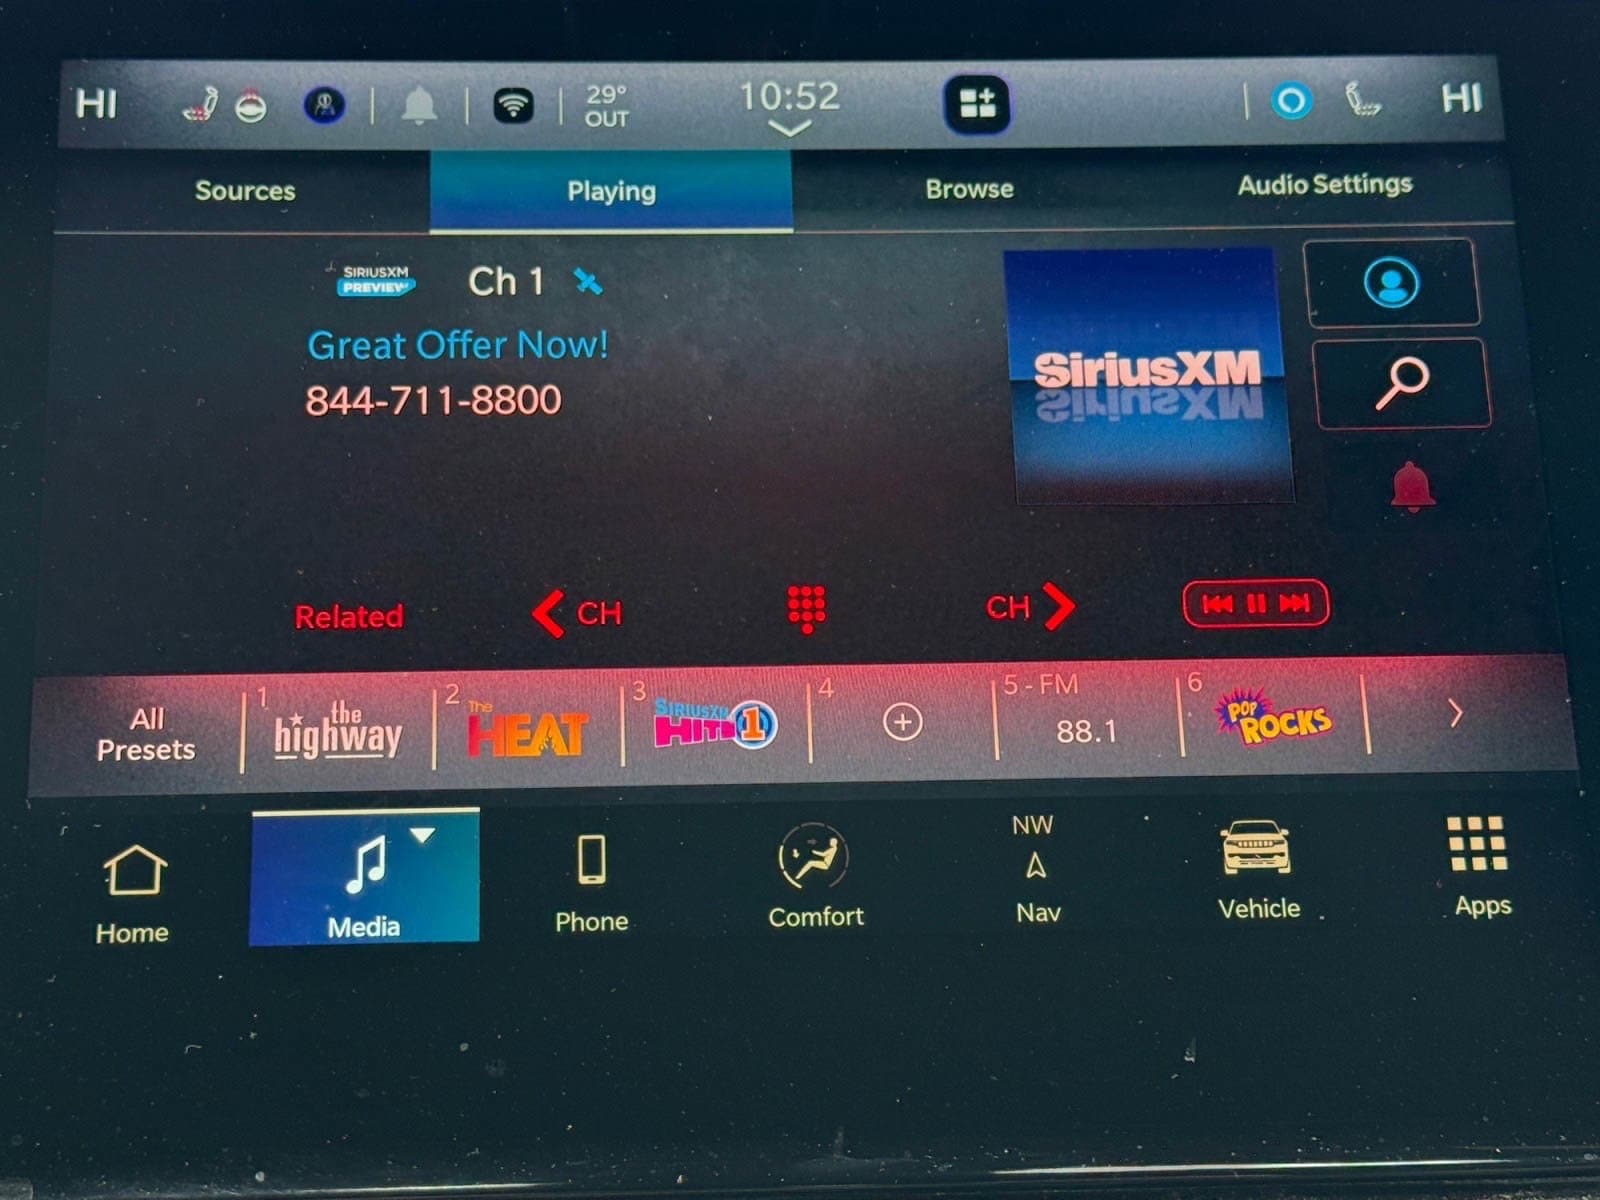 HI
29°
OUT
10:52
HI
Sources
Playing
Browse
Audio Settings
SIRIUSXM
PREVIEW
Ch 1
Great Offer Now!
844-711-8800
SiriusXM
SiriusXM
Related
CH
CH
All
Presets
1
the
highway
2
The
HEAT
3
SIRIUSXM
HITS 1
4
5 - FM
88.1
6
POP
ROCKS
Home
Media
Phone
Comfort
NW
Nav
Vehicle
Apps